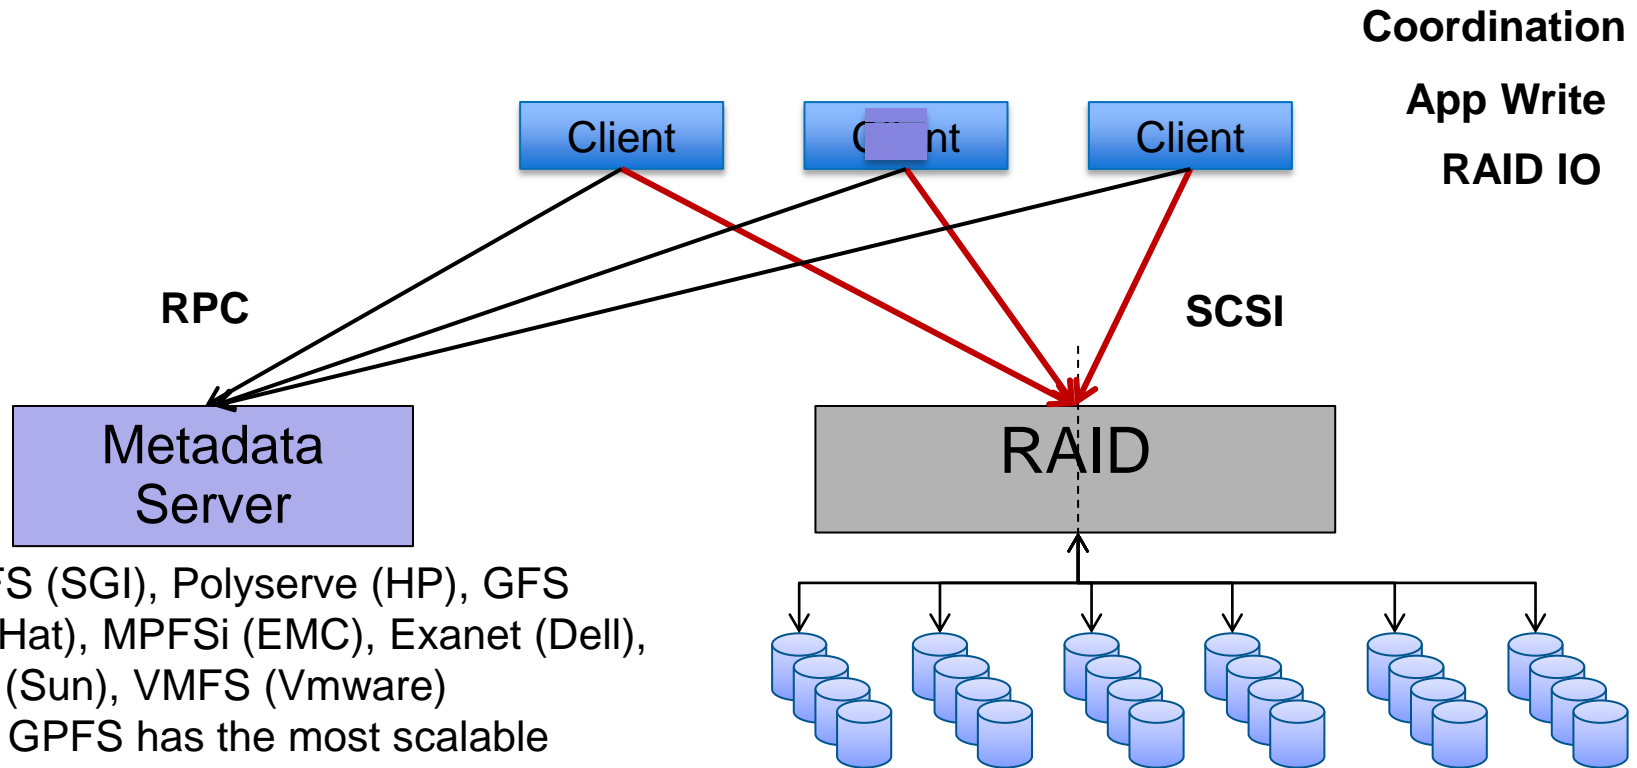 Coordination
App Write
RAID IO
Client
Client
RPC
SCSI
Metadata
Server
RAID
(SGI), Polyserve (HP), GFS
MPFSi (EMC), Exanet (Dell),
(Sun), VMFS (Vmware)
GPFS has the most scalable